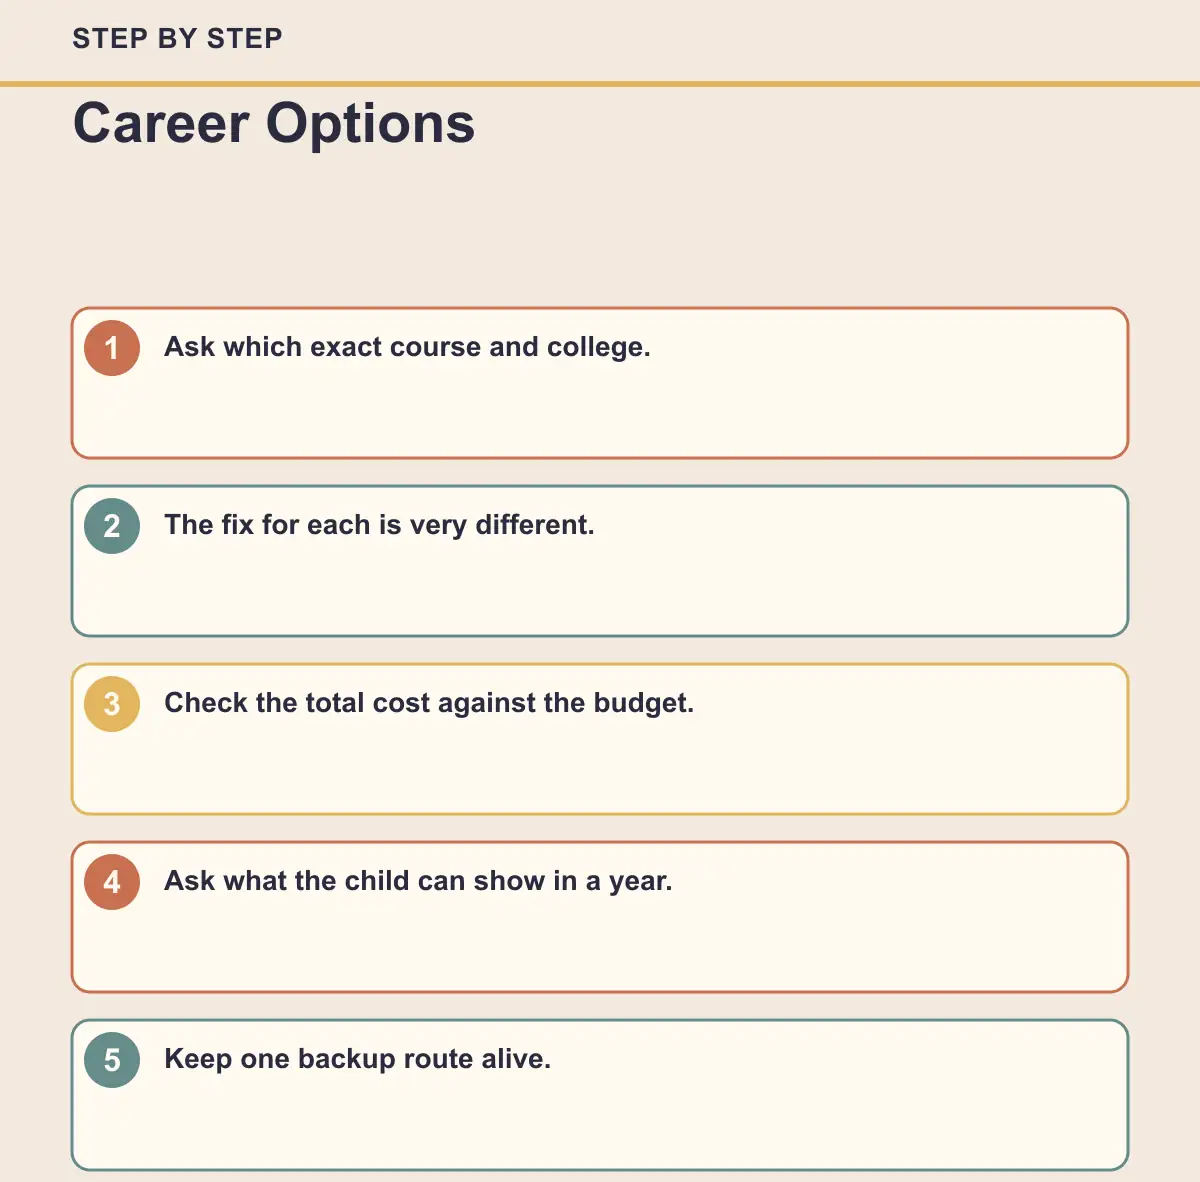 STEP BY STEP
Career Options
1 Ask which exact course and college.
2 The fix for each is very different.
3 Check the total cost against the budget.
4 Ask what the child can show in a year.
5 Keep one backup route alive.